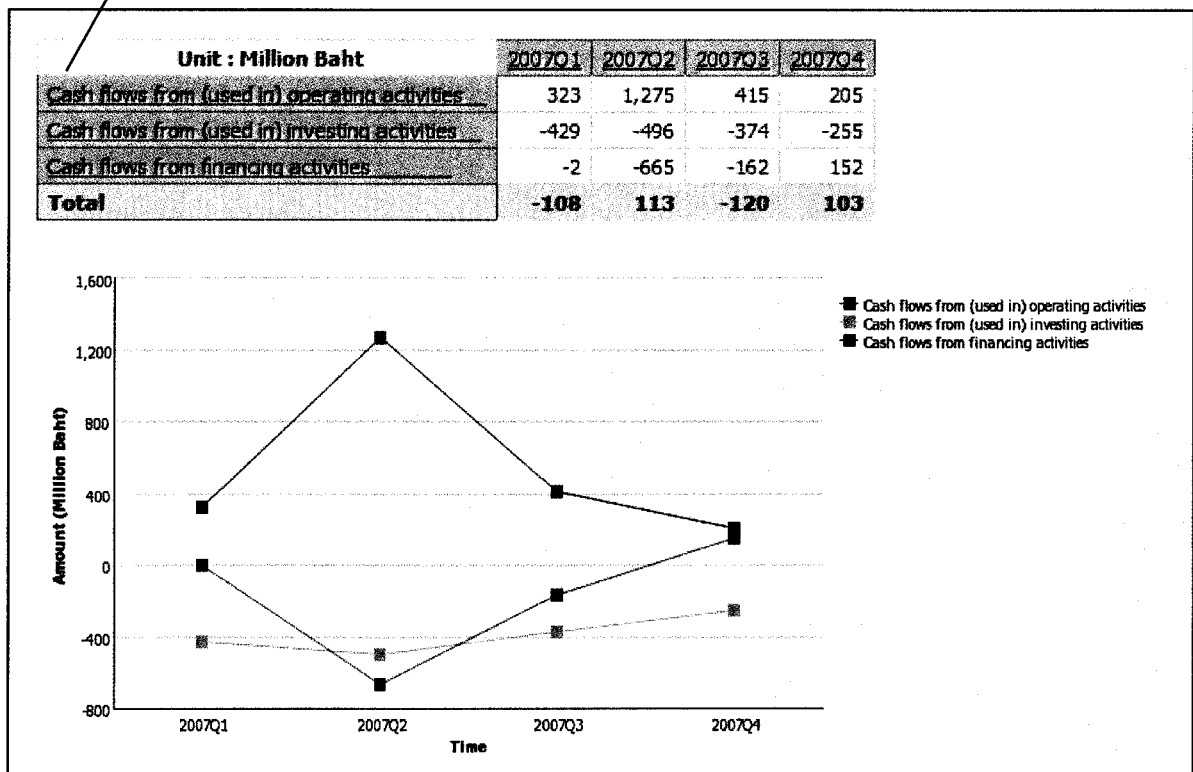 Unit : Million Baht 2007Q1 2007Q2 2007Q3 2007Q4
Cash flows from (used in) operating activities 323 1,275 415 205
Cash flows from (used in) investing activities -429 -496 -374 -255
Cash flows from financing activities -2 -665 -162 152
Total -108 113 -120 103
1,600
1,200
800
400
0
-400
-800
Amount (Million Baht)
2007Q1 2007Q2 2007Q3 2007Q4
Time
Cash flows from (used in) operating activities
Cash flows from (used in) investing activities
Cash flows from financing activities